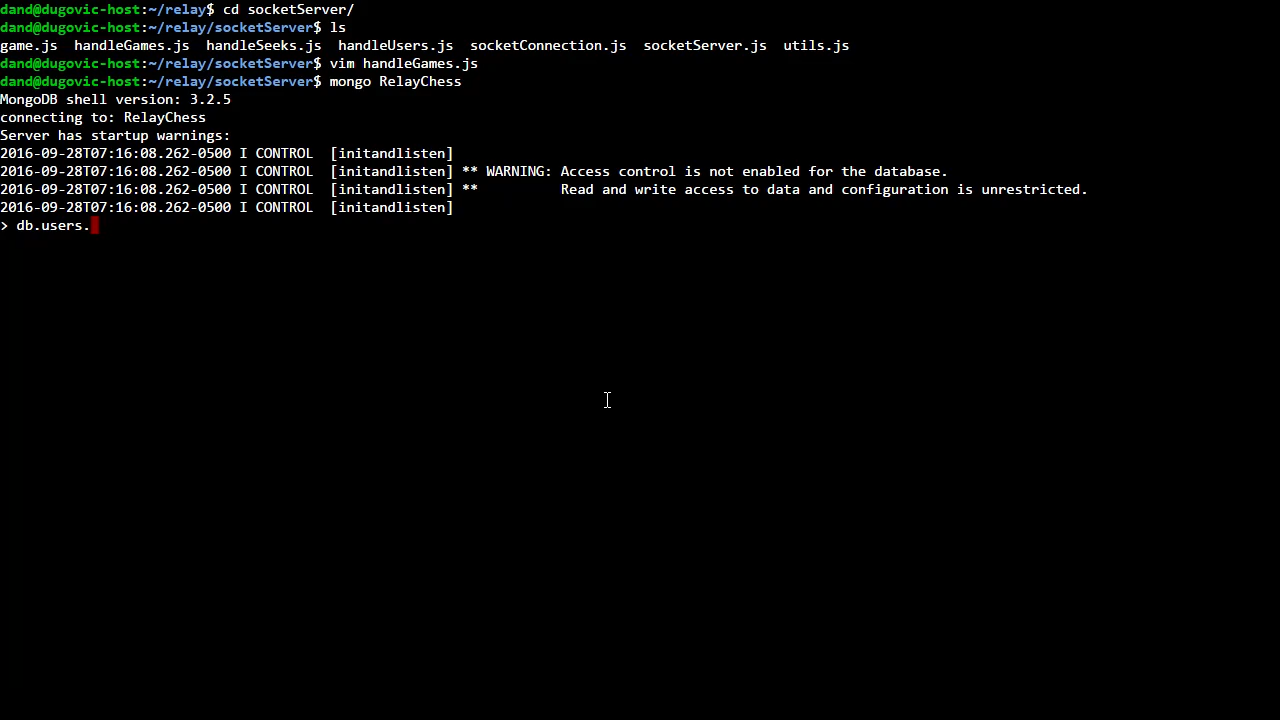 dand@dugovic-host:~/relay$ cd socketServer/
dand@dugovic-host:~/relay/socketServer$ ls
game.js  handleGames.js  handleSeeks.js  handleUsers.js  socketConnection.js  socketServer.js  utils.js
dand@dugovic-host:~/relay/socketServer$ vim handleGames.js
dand@dugovic-host:~/relay/socketServer$ mongo RelayChess
MongoDB shell version: 3.2.5
connecting to: RelayChess
Server has startup warnings:
2016-09-28T07:16:08.262-0500 I CONTROL  [initandlisten]
2016-09-28T07:16:08.262-0500 I CONTROL  [initandlisten] ** WARNING: Access control is not enabled for the database.
2016-09-28T07:16:08.262-0500 I CONTROL  [initandlisten] **          Read and write access to data and configuration is unrestricted.
2016-09-28T07:16:08.262-0500 I CONTROL  [initandlisten]
> db.users.